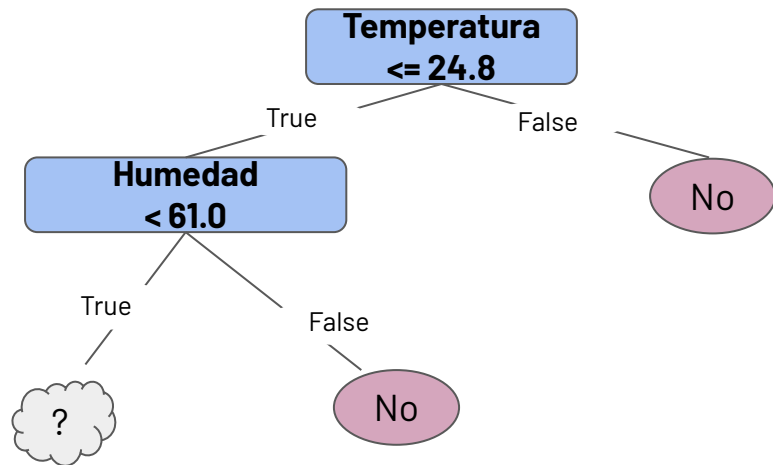 Temperatura
<= 24.8
True
False
Humedad
< 61.0
No
True
False
?
No